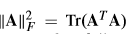 ‖A‖²_F = Tr(AᵀA)